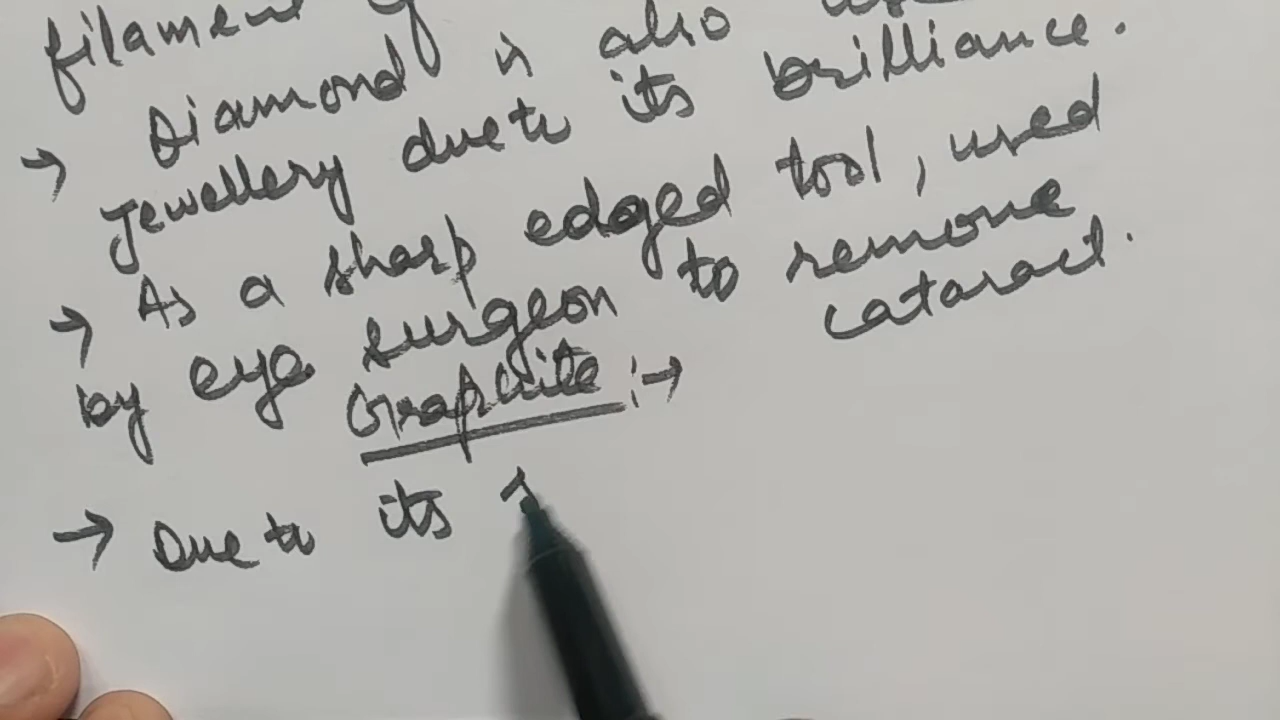 filament
→ Diamond is also
jewellery due to its brilliance.
→ As a sharp edged tool, used
by eye surgeon to remove
cataract.
Graphite :→
→ Due to its